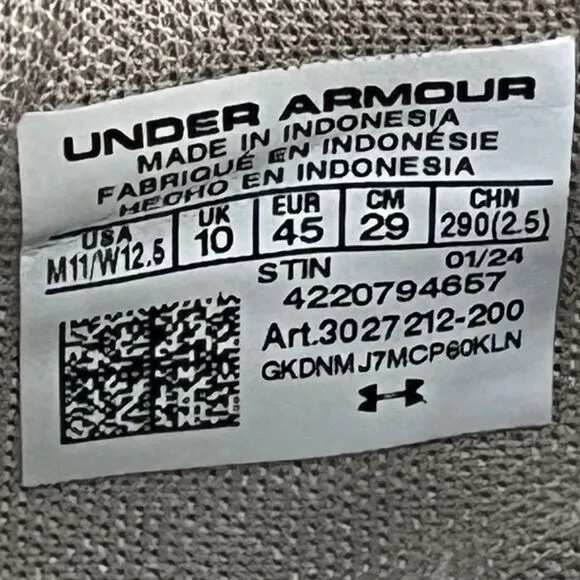 UNDER ARMOUR
MADE IN INDONESIA
FABRIQUÉ EN INDONÉSIE
HECHO EN INDONESIA
USA UK EUR CM CHN
M11/W12.5 10 45 29 290(2.5)
STIN 01/24
4220794657
Art.3027212-200
GKDNMJ7MCP60KLN